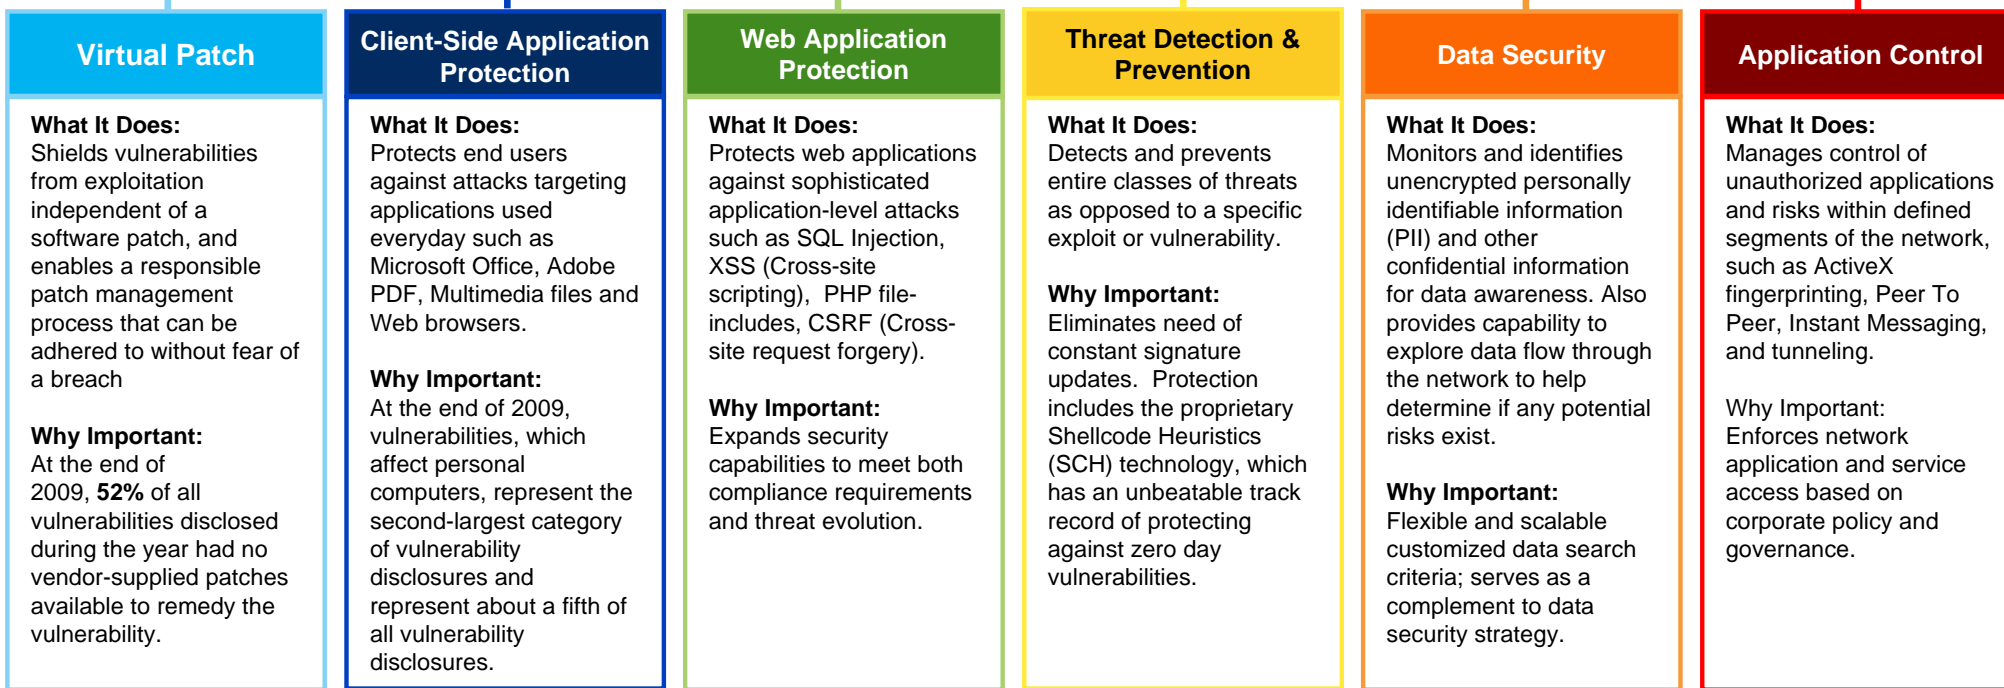 Virtual Patch
What It Does:
Shields vulnerabilities
from exploitation
independent of a
software patch, and
enables a responsible
patch management
process that can be
adhered to without fear of
a breach
Why Important:
At the end of
2009, 52% of all
vulnerabilities disclosed
during the year had no
vendor-supplied patches
available to remedy the
vulnerability.
Client-Side Application
Protection
What It Does:
Protects end users
against attacks targeting
applications used
everyday such as
Microsoft Office, Adobe
PDF, Multimedia files and
Web browsers.
Why Important:
At the end of 2009,
vulnerabilities, which
affect personal
computers, represent the
second-largest category
of vulnerability
disclosures and
represent about a fifth of
all vulnerability
disclosures.
Web Application
Protection
What It Does:
Protects web applications
against sophisticated
application-level attacks
such as SQL Injection,
XSS (Cross-site
scripting), PHP file-
includes, CSRF (Cross-
site request forgery).
Why Important:
Expands security
capabilities to meet both
compliance requirements
and threat evolution.
Threat Detection &
Prevention
What It Does:
Detects and prevents
entire classes of threats
as opposed to a specific
exploit or vulnerability.
Why Important:
Eliminates need of
constant signature
updates. Protection
includes the proprietary
Shellcode Heuristics
(SCH) technology, which
has an unbeatable track
record of protecting
against zero day
vulnerabilities.
Data Security
What It Does:
Monitors and identifies
unencrypted personally
identifiable information
(PII) and other
confidential information
for data awareness. Also
provides capability to
explore data flow through
the network to help
determine if any potential
risks exist.
Why Important:
Flexible and scalable
customized data search
criteria; serves as a
complement to data
security strategy.
Application Control
What It Does:
Manages control of
unauthorized applications
and risks within defined
segments of the network,
such as ActiveX
fingerprinting, Peer To
Peer, Instant Messaging,
and tunneling.
Why Important:
Enforces network
application and service
access based on
corporate policy and
governance.